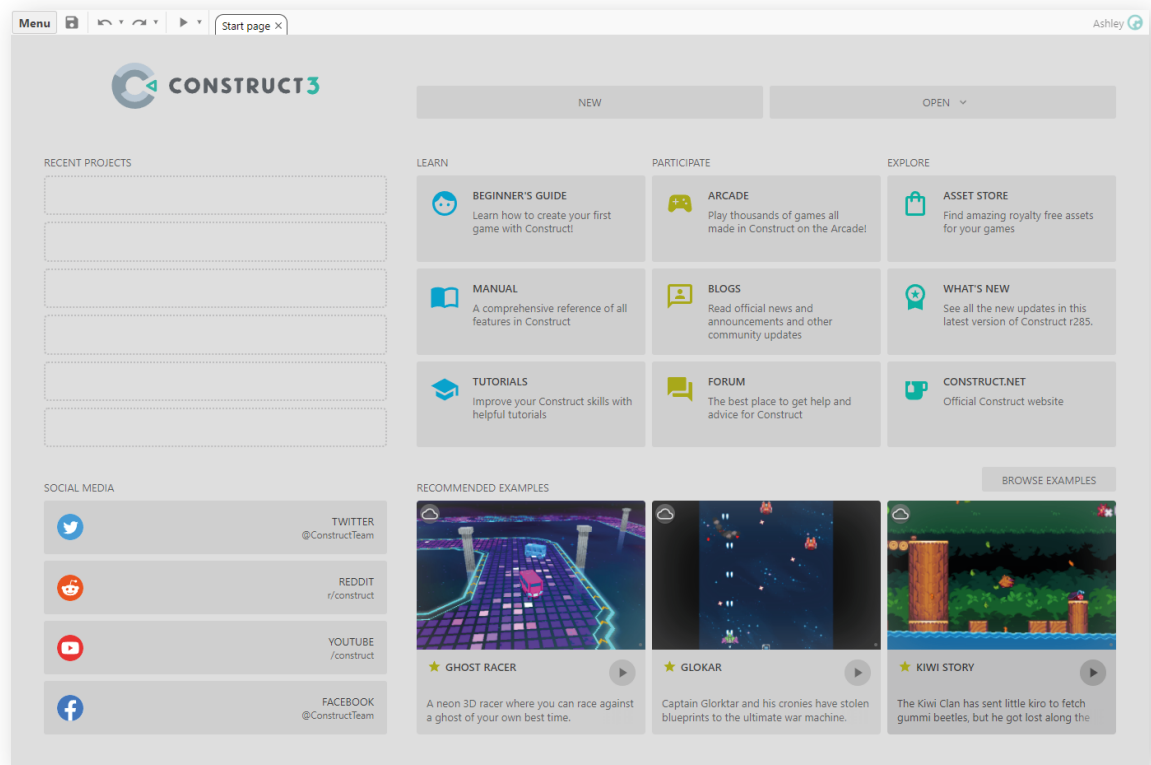 Menu
Start page
Ashley
CONSTRUCT3
NEW
OPEN
RECENT PROJECTS
LEARN
BEGINNER'S GUIDE
Learn how to create your first
game with Construct!
MANUAL
A comprehensive reference of all
features in Construct
TUTORIALS
Improve your Construct skills with
helpful tutorials
PARTICIPATE
ARCADE
Play thousands of games all
made in Construct on the Arcade!
BLOGS
Read official news and
announcements and other
community updates
FORUM
The best place to get help and
advice for Construct
EXPLORE
ASSET STORE
Find amazing royalty free assets
for your games
WHAT'S NEW
See all the new updates in this
latest version of Construct r285.
CONSTRUCT.NET
Official Construct website
SOCIAL MEDIA
TWITTER
@ConstructTeam
REDDIT
r/construct
YOUTUBE
/construct
FACEBOOK
@ConstructTeam
RECOMMENDED EXAMPLES
BROWSE EXAMPLES
GHOST RACER
A neon 3D racer where you can race against
a ghost of your own best time.
GLOKAR
Captain Glorktar and his cronies have stolen
blueprints to the ultimate war machine.
KIWI STORY
The Kiwi Clan has sent little kiro to fetch
gummi beetles, but he got lost along the